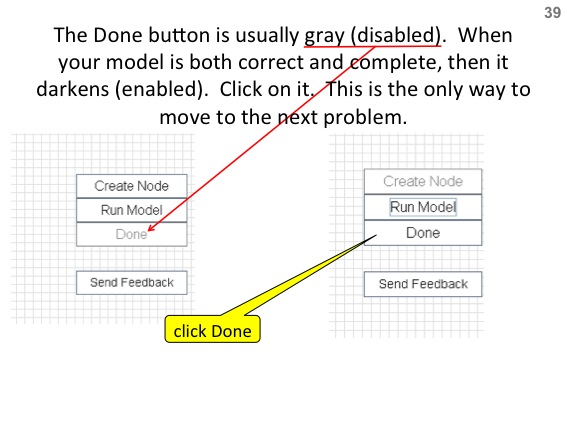 39
The Done button is usually gray (disabled).  When
your model is both correct and complete, then it
darkens (enabled).  Click on it.  This is the only way to
move to the next problem.
Create Node
Run Model
Done
Send Feedback
Create Node
Run Model
Done
Send Feedback
click Done